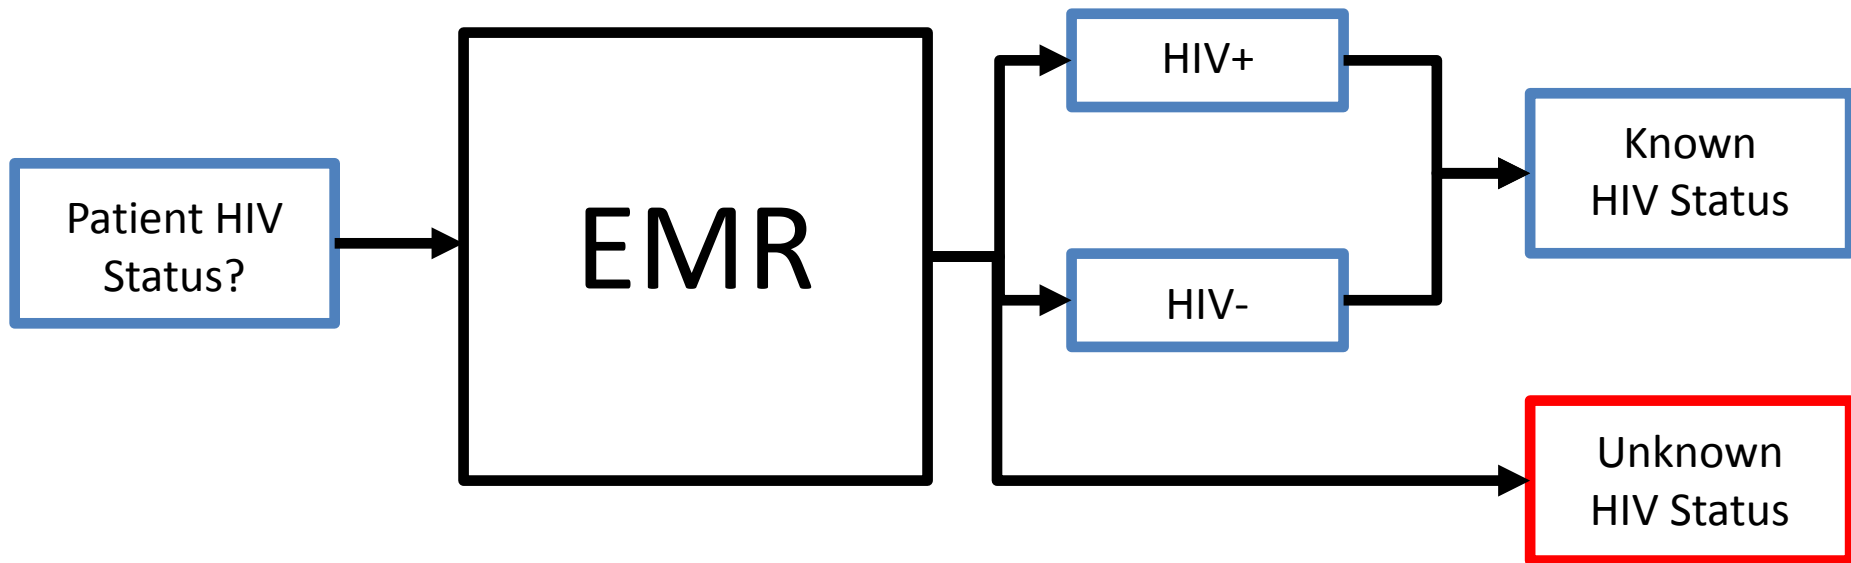 Patient HIV
Status?
EMR
HIV+
HIV-
Known
HIV Status
Unknown
HIV Status